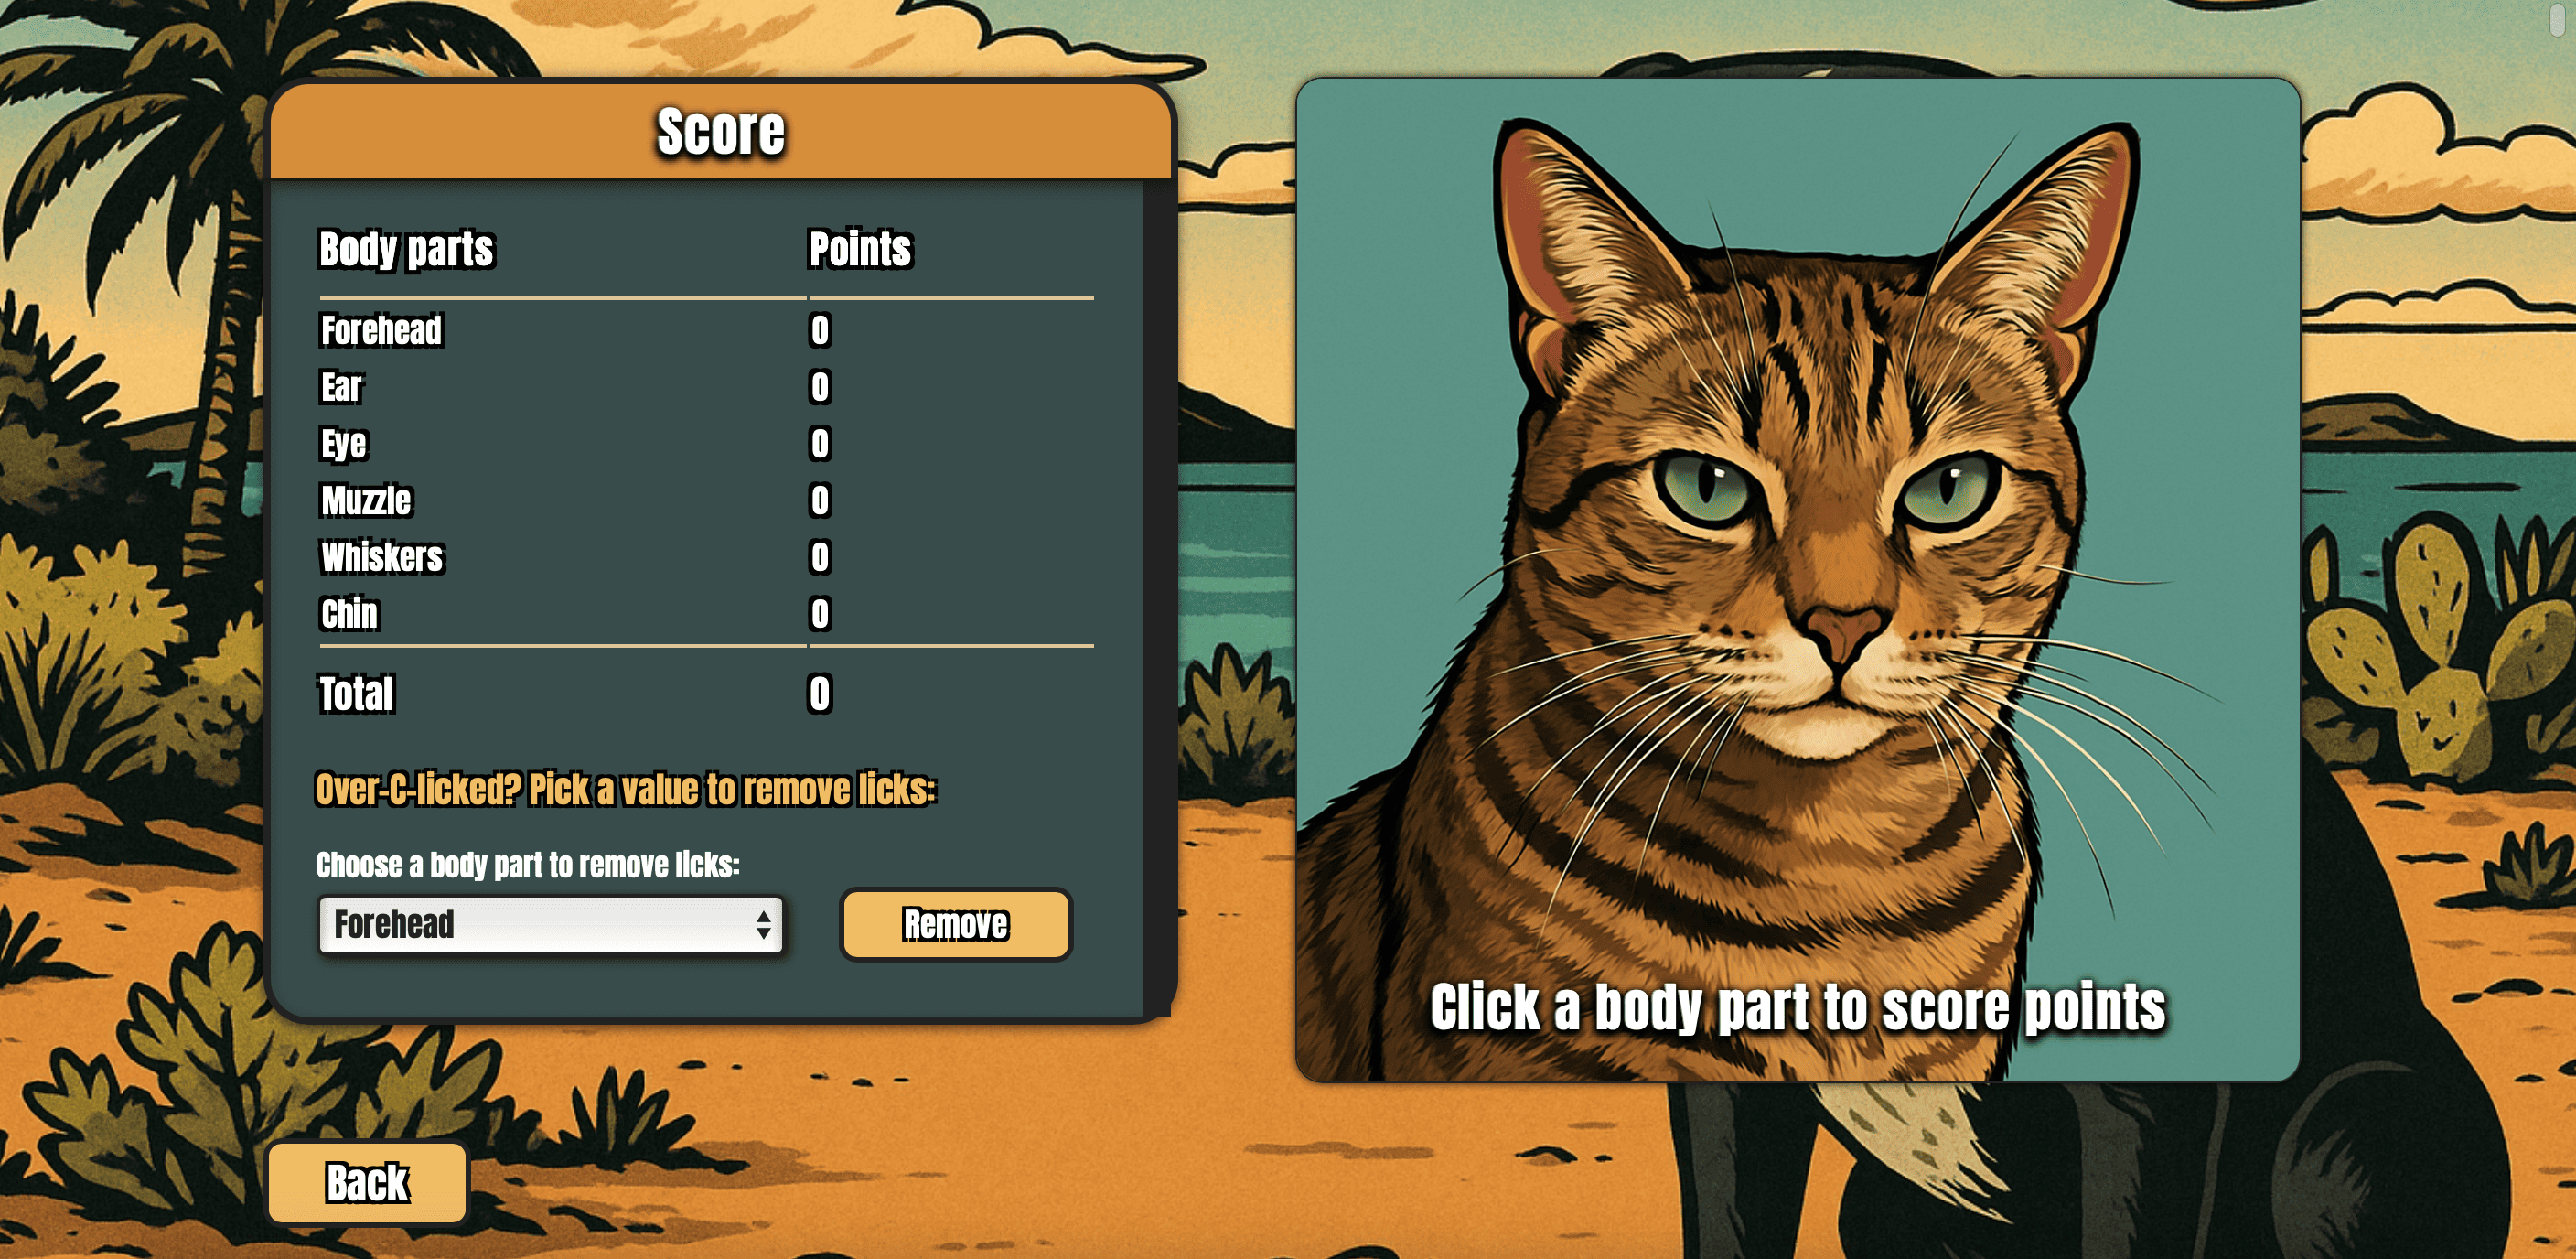 Score
Body parts Points
Forehead 0
Ear 0
Eye 0
Muzzle 0
Whiskers 0
Chin 0
Total 0
Over-C-licked? Pick a value to remove licks:
Choose a body part to remove licks:
Forehead Remove
Click a body part to score points
Back